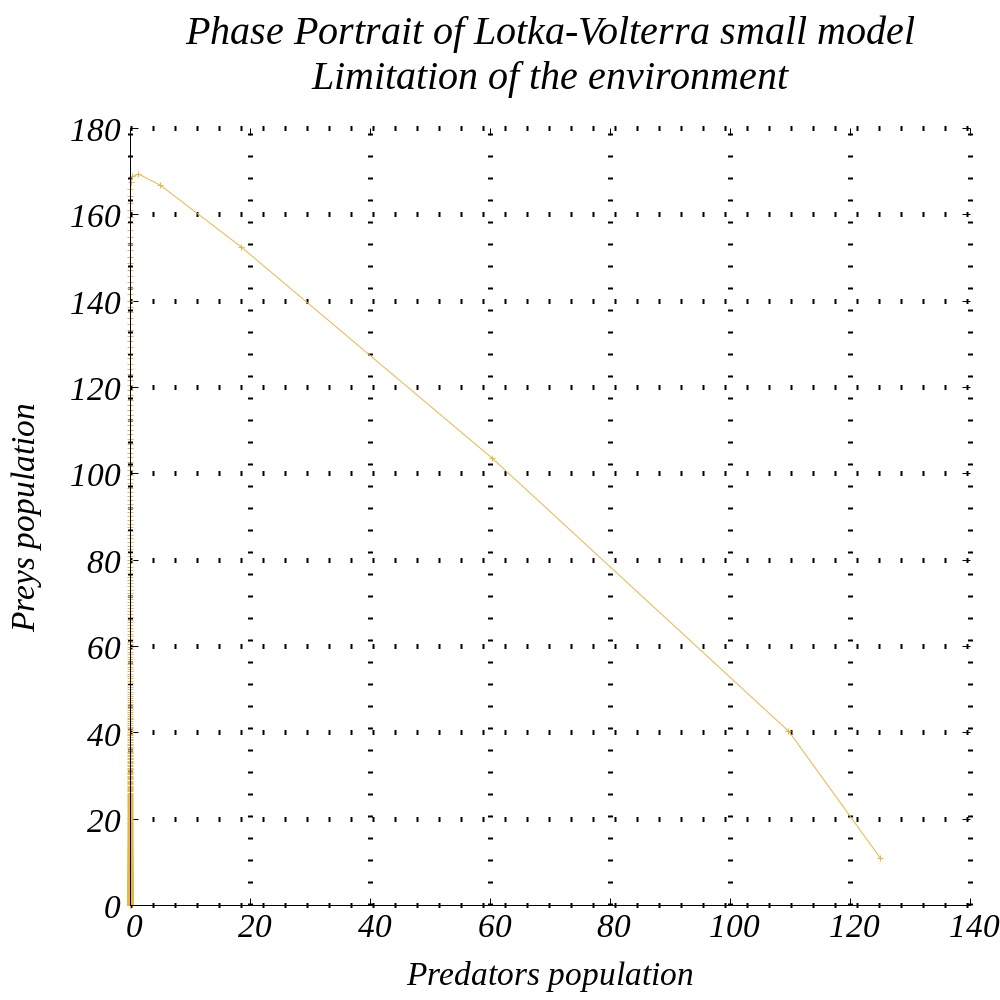 Phase Portrait of Lotka-Volterra small model
Limitation of the environment
180
160
140
120
100
80
60
40
20
0
Preys population
0 20 40 60 80 100 120 140
Predators population